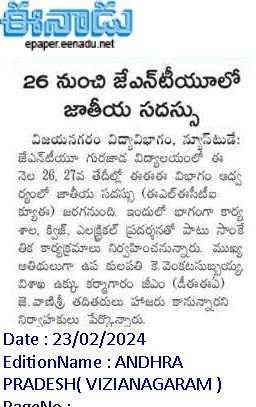 ఈనాడు
epaper.eenadu.net
26 నుంచి జేఎన్‌టీయూలో
జాతీయ సదస్సు
విజయనగరం విద్యావిభాగం, న్యూస్‌టుడే:
జేఎన్‌టీయూ గురజాడ విద్యాలయంలో ఈ
నెల 26, 27వ తేదీల్లో ఈఈఈ విభాగం ఆధ్వ
ర్యంలో జాతీయ సదస్సు (ఈఎల్‌ఈసీటీఐ
క్యూఈ) జరగనుంది. ఇందులో భాగంగా కార్య
శాల, క్విజ్, ఎలక్ట్రికల్ ప్రదర్శనతో పాటు సాంకే
తిక కార్యక్రమాలు నిర్వహించనున్నారు. ముఖ్య
అతిథులుగా ఉప కులపతి కె.వెంకటసుబ్బయ్య,
విశాఖ ఉక్కు కర్మాగారం జీఎం (డీఈఈఏ)
జె.వాణిశ్రీ తదితరులు హాజరు కానున్నారని
నిర్వాహకులు పేర్కొన్నారు.
Date : 23/02/2024
EditionName : ANDHRA
PRADESH( VIZIANAGARAM )
PageNo :